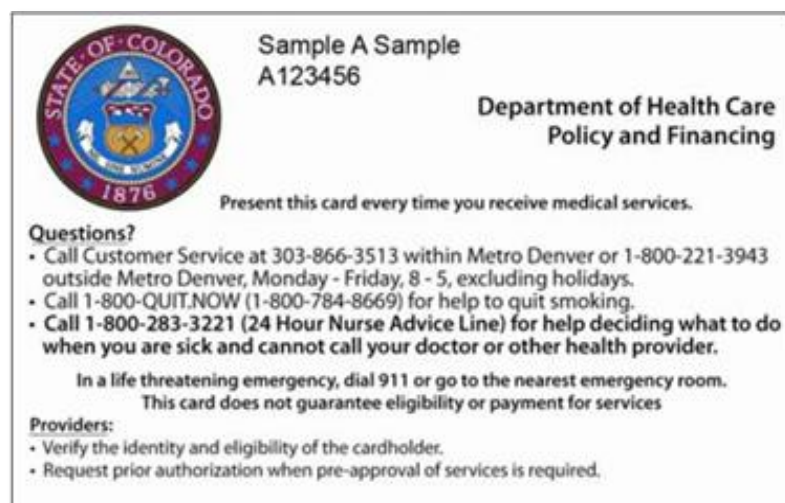 STATE OF COLORADO
1876
Sample A Sample
A123456
Department of Health Care
Policy and Financing
Present this card every time you receive medical services.
Questions?
• Call Customer Service at 303-866-3513 within Metro Denver or 1-800-221-3943
outside Metro Denver, Monday - Friday, 8 - 5, excluding holidays.
• Call 1-800-QUIT.NOW (1-800-784-8669) for help to quit smoking.
• Call 1-800-283-3221 (24 Hour Nurse Advice Line) for help deciding what to do
when you are sick and cannot call your doctor or other health provider.
In a life threatening emergency, dial 911 or go to the nearest emergency room.
This card does not guarantee eligibility or payment for services
Providers:
• Verify the identity and eligibility of the cardholder.
• Request prior authorization when pre-approval of services is required.